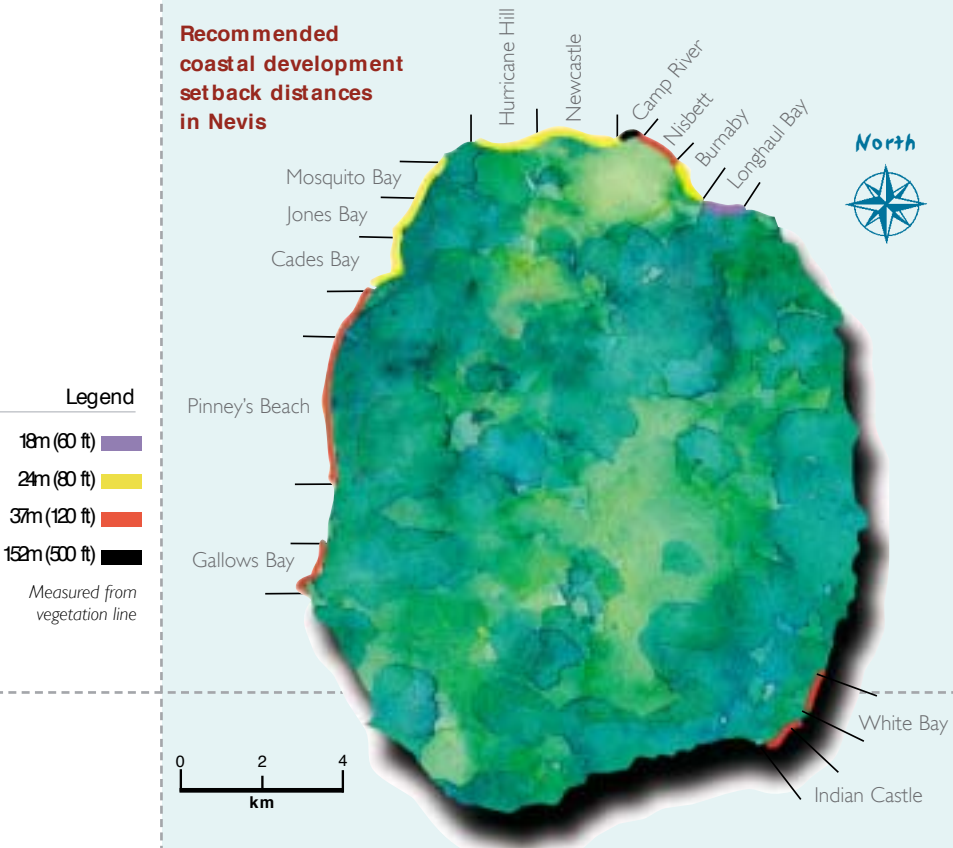 Recommended
coastal development
setback distances
in Nevis
Hurricane Hill
Newcastle
Camp River
Nisbett
Burnaby
Longhaul Bay
North
Mosquito Bay
Jones Bay
Cades Bay
Pinney's Beach
Gallows Bay
White Bay
Indian Castle
Legend
18m (60 ft)
24m (80 ft)
37m (120 ft)
152m (500 ft)
Measured from
vegetation line
0 2 4
km